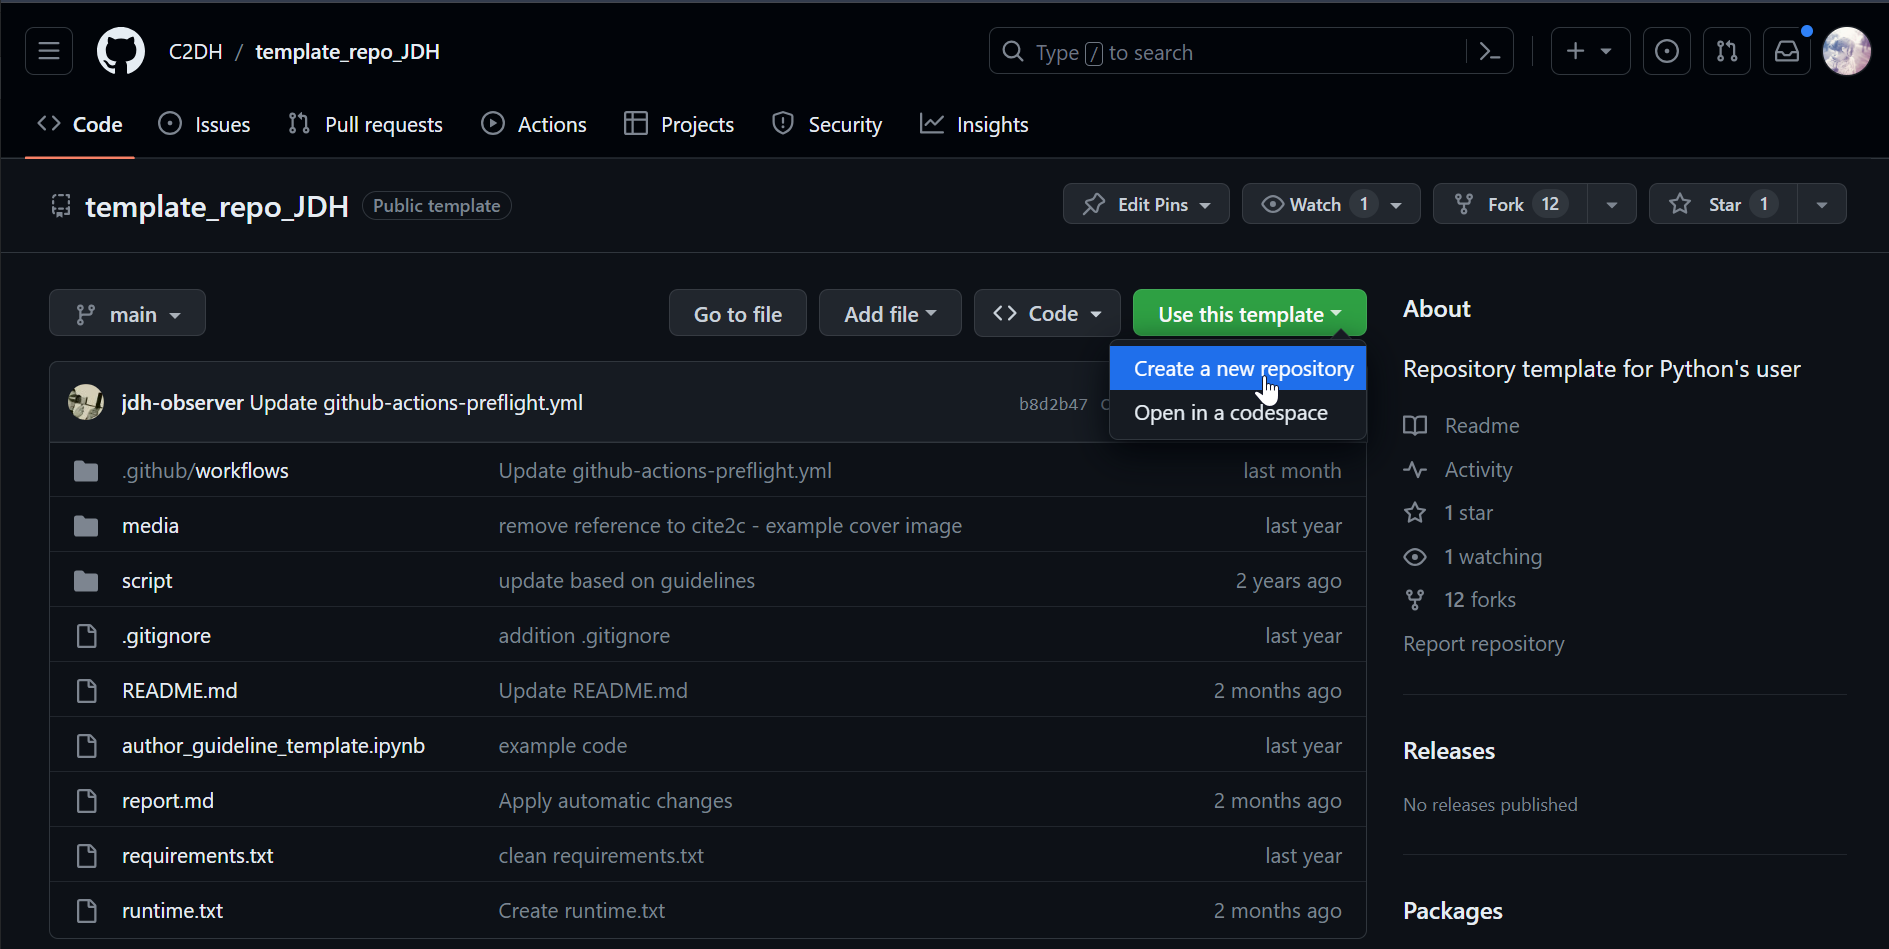 C2DH / template_repo_JDH
Type / to search
Code Issues Pull requests Actions Projects Security Insights
template_repo_JDH Public template
Edit Pins Watch 1 Fork 12 Star 1
main Go to file Add file Code Use this template
Create a new repository
Open in a codespace
jdh-observer Update github-actions-preflight.yml b8d2b47
.github/workflows Update github-actions-preflight.yml last month
media remove reference to cite2c - example cover image last year
script update based on guidelines 2 years ago
.gitignore addition .gitignore last year
README.md Update README.md 2 months ago
author_guideline_template.ipynb example code last year
report.md Apply automatic changes 2 months ago
requirements.txt clean requirements.txt last year
runtime.txt Create runtime.txt 2 months ago
About
Repository template for Python's user
Readme
Activity
1 star
1 watching
12 forks
Report repository
Releases
No releases published
Packages